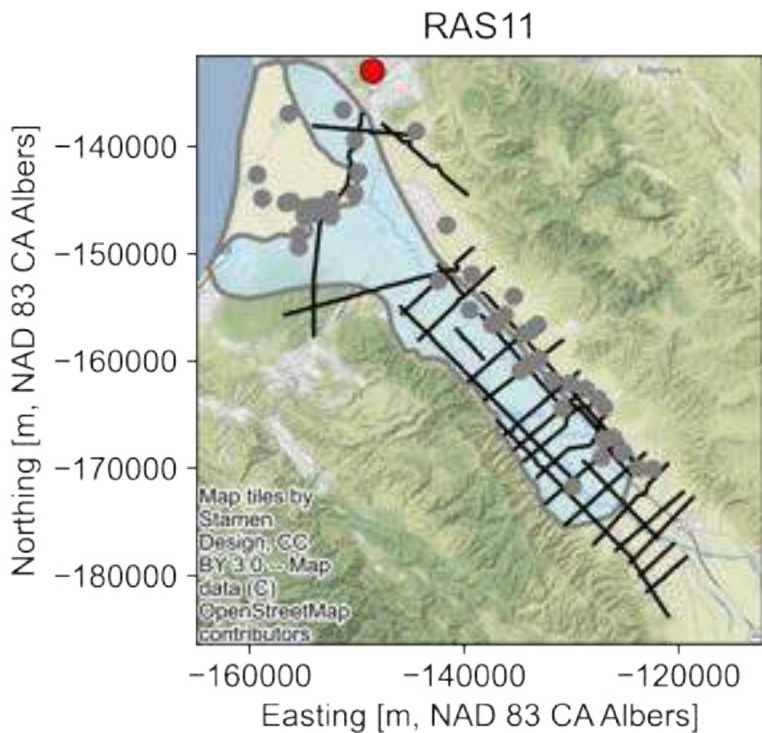 RAS11
Northing [m, NAD 83 CA Albers]
−140000
−150000
−160000
−170000
−180000
Map tiles by
Stamen
Design, CC
BY 3.0 -- Map
data (C)
OpenStreetMap
contributors
−160000
−140000
−120000
Easting [m, NAD 83 CA Albers]